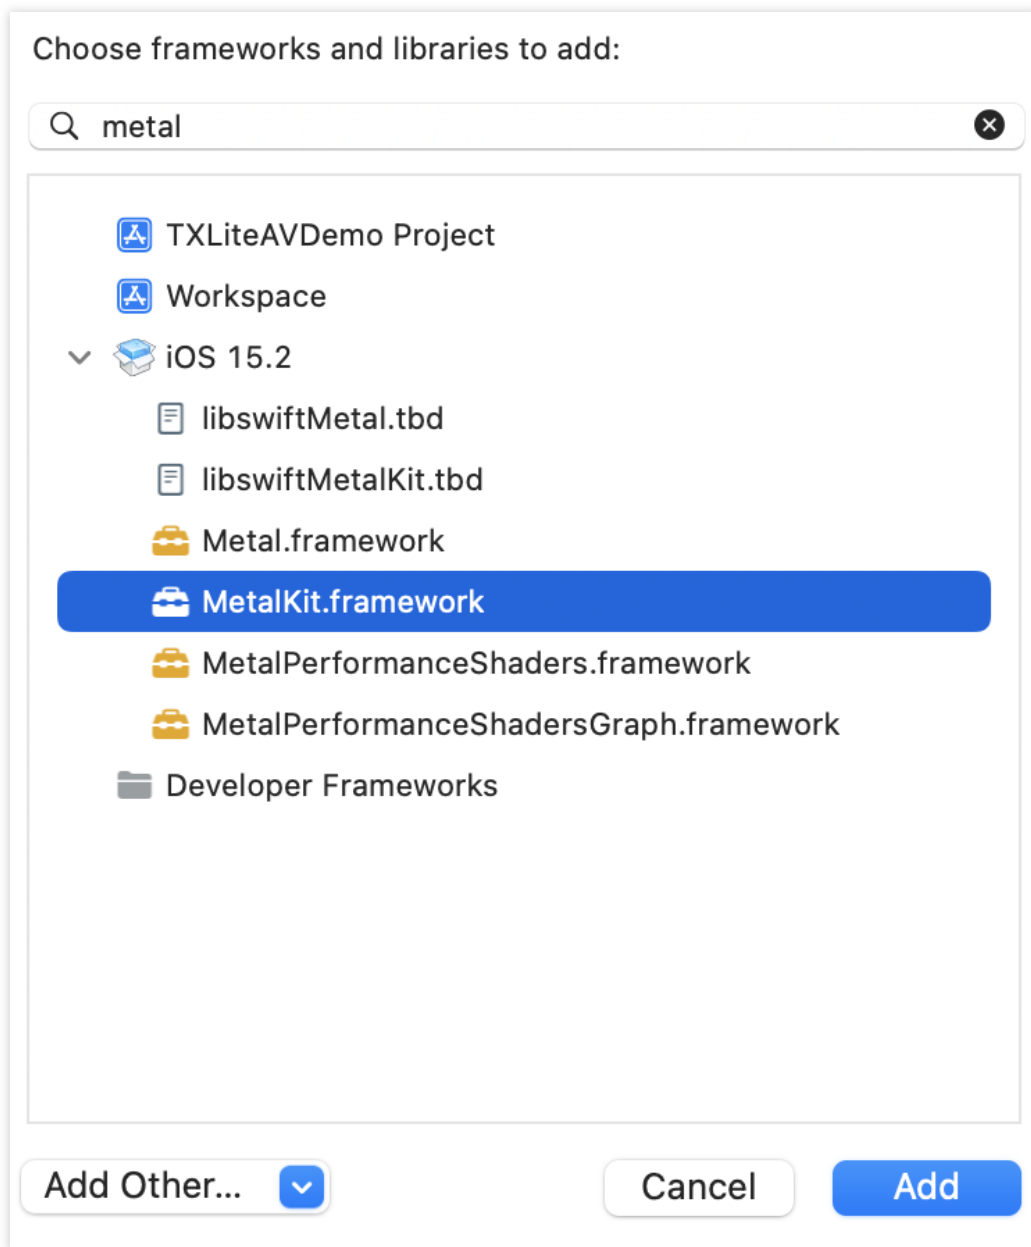 Choose frameworks and libraries to add:
metal
TXLiteAVDemo Project
Workspace
iOS 15.2
libswiftMetal.tbd
libswiftMetalKit.tbd
Metal.framework
MetalKit.framework
MetalPerformanceShaders.framework
MetalPerformanceShadersGraph.framework
Developer Frameworks
Add Other... Cancel Add